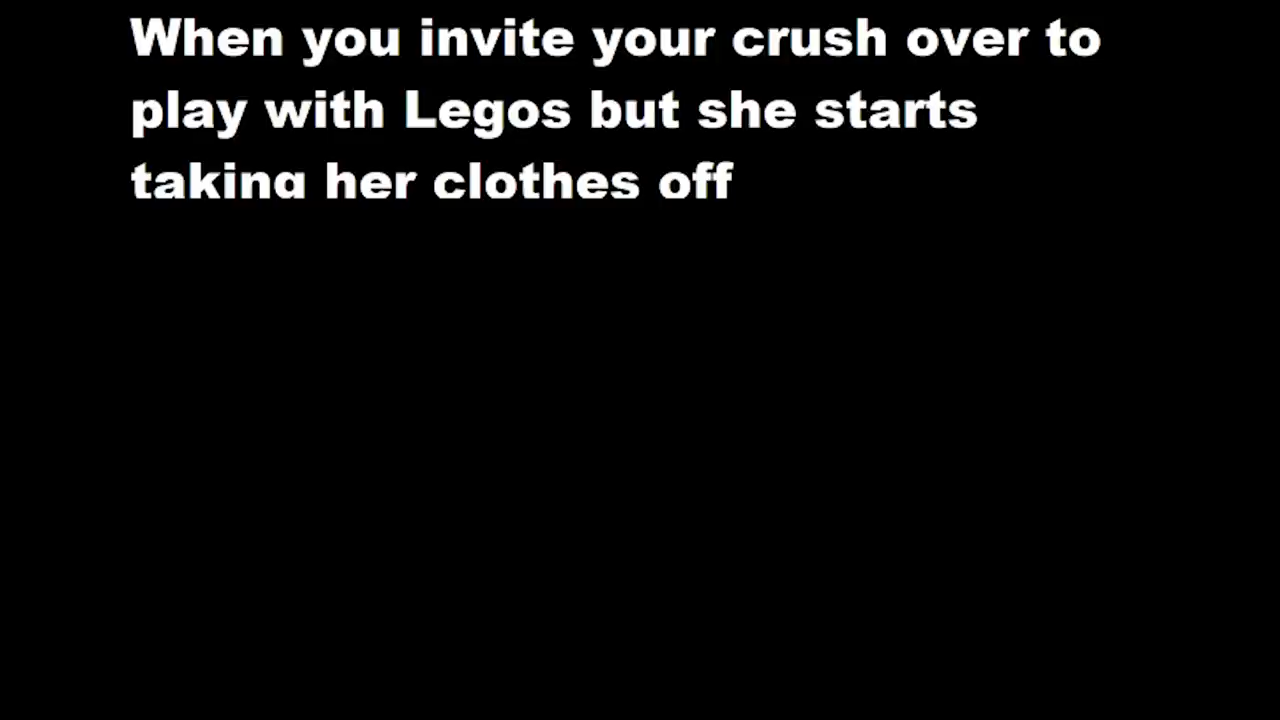 When you invite your crush over to
play with Legos but she starts
taking her clothes off